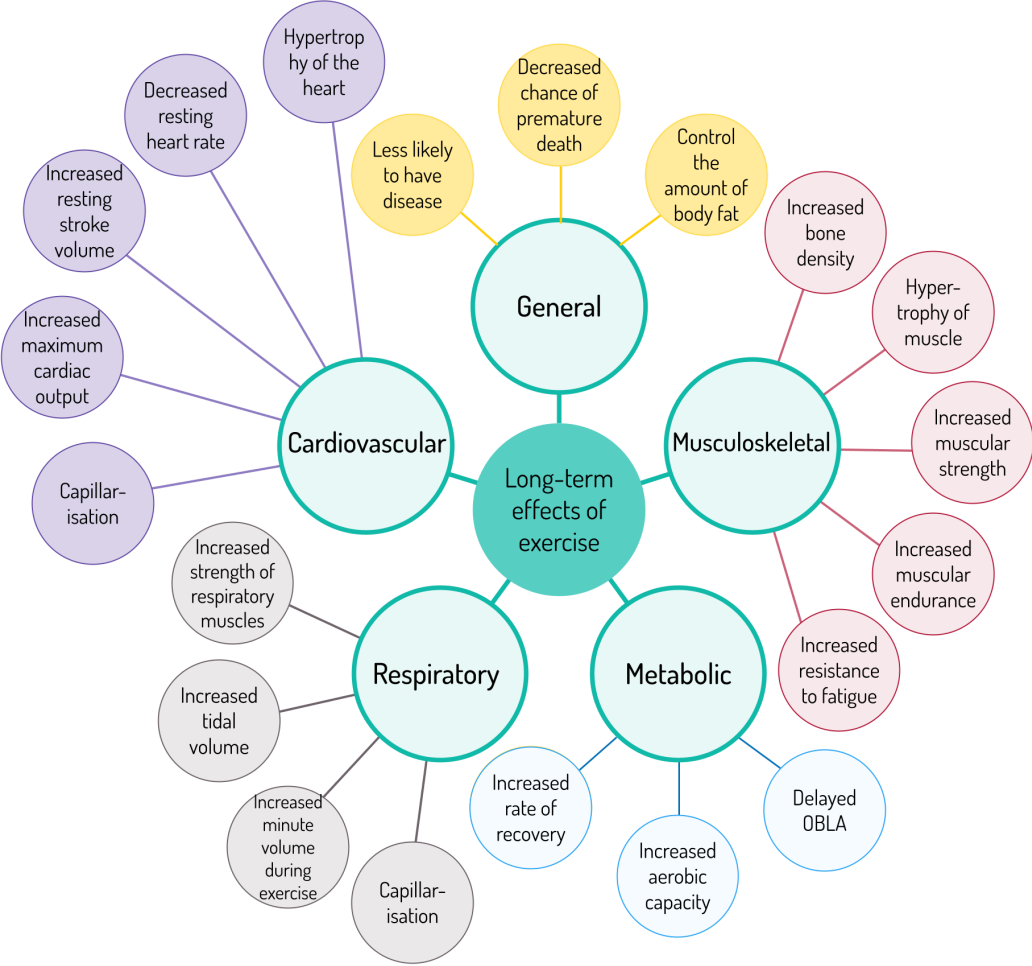 Long-term
effects of
exercise
General
Less likely
to have
disease
Decreased
chance of
premature
death
Control
the
amount of
body fat
Musculoskeletal
Increased
bone
density
Hyper-
trophy of
muscle
Increased
muscular
strength
Increased
muscular
endurance
Increased
resistance
to fatigue
Metabolic
Delayed
OBLA
Increased
aerobic
capacity
Increased
rate of
recovery
Respiratory
Capillar-
isation
Increased
minute
volume
during
exercise
Increased
tidal
volume
Increased
strength of
respiratory
muscles
Cardiovascular
Capillar-
isation
Increased
maximum
cardiac
output
Increased
resting
stroke
volume
Decreased
resting
heart rate
Hypertrop
hy of the
heart